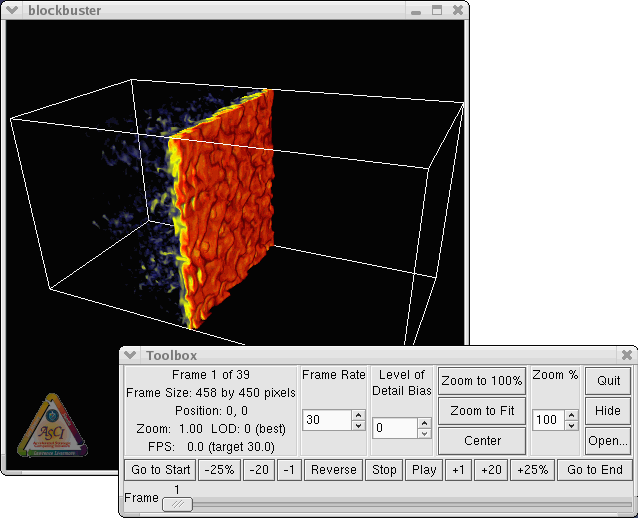 blockbuster
ASCI
Toolbox
Frame 1 of 39
Frame Size: 458 by 450 pixels
Position: 0, 0
Zoom: 1.00 LOD: 0 (best)
FPS: 0.0 (target 30.0)
Frame Rate
30
Level of
Detail Bias
0
Zoom to 100%
Zoom to Fit
Center
Zoom %
100
Quit
Hide
Open...
Go to Start -25% -20 -1 Reverse Stop Play +1 +20 +25% Go to End
1
Frame